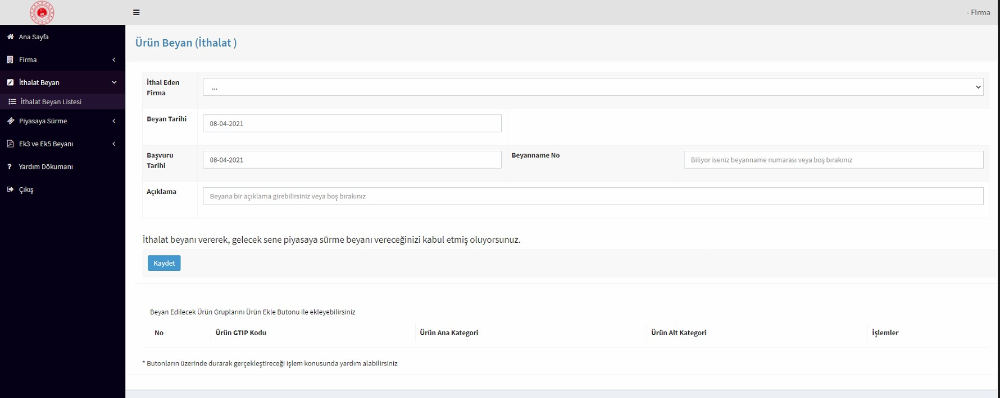 - Firma
Ana Sayfa
Firma
İthalat Beyan
İthalat Beyan Listesi
Piyasaya Sürme
Ek3 ve Ek5 Beyanı
Yardım Dökumanı
Çıkış
Ürün Beyan (İthalat )
İthal Eden
Firma
...
Beyan Tarihi
08-04-2021
Başvuru
Tarihi
08-04-2021
Beyanname No
Biliyor iseniz beyanname numarası veya boş bırakınız
Açıklama
Beyana bir açıklama girebilirsiniz veya boş bırakınız
İthalat beyanı vererek, gelecek sene piyasaya sürme beyanı vereceğinizi kabul etmiş oluyorsunuz.
Kaydet
Beyan Edilecek Ürün Gruplarını Ürün Ekle Butonu ile ekleyebilirsiniz
No Ürün GTIP Kodu Ürün Ana Kategori Ürün Alt Kategori İşlemler
* Butonların üzerinde durarak gerçekleştireceği işlem konusunda yardım alabilirsiniz